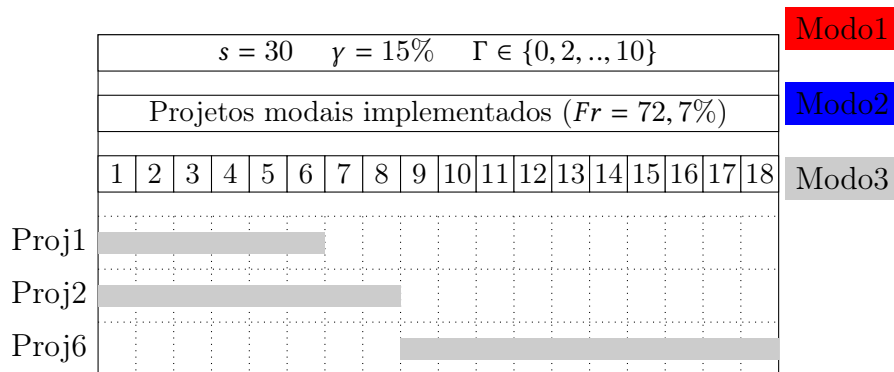 s = 30 γ = 15% Γ ∈ {0, 2, .., 10}
Projetos modais implementados (Fr = 72, 7%)
1 2 3 4 5 6 7 8 9 10 11 12 13 14 15 16 17 18
Proj1
Proj2
Proj6
Modo1
Modo2
Modo3